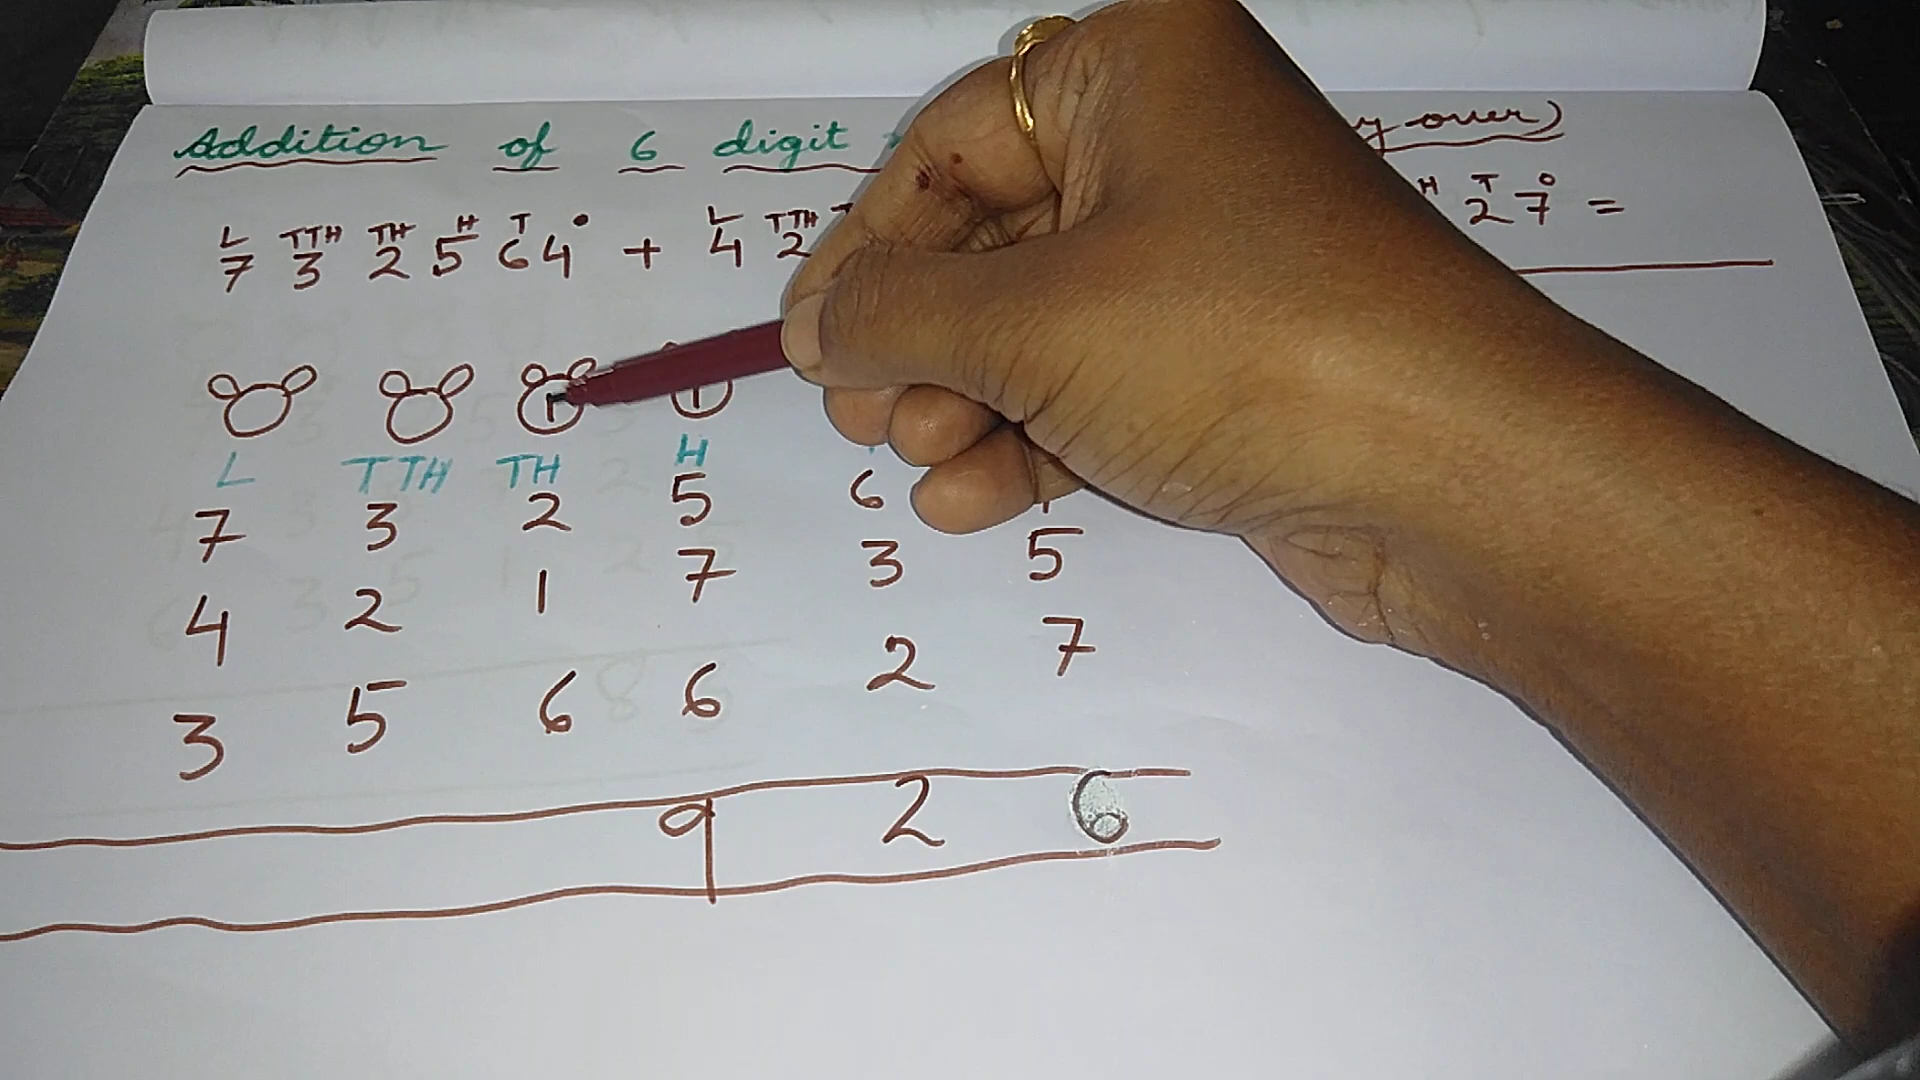 Addition of 6 digit
L TTH TH H T O L TTH H T O
7 3 2 5 6 4 + 4 2 2 7 =
1 1
L TTH TH H
7 3 2 5 6
4 2 1 7 3 5
3 5 6 6 2 7
9 2 6